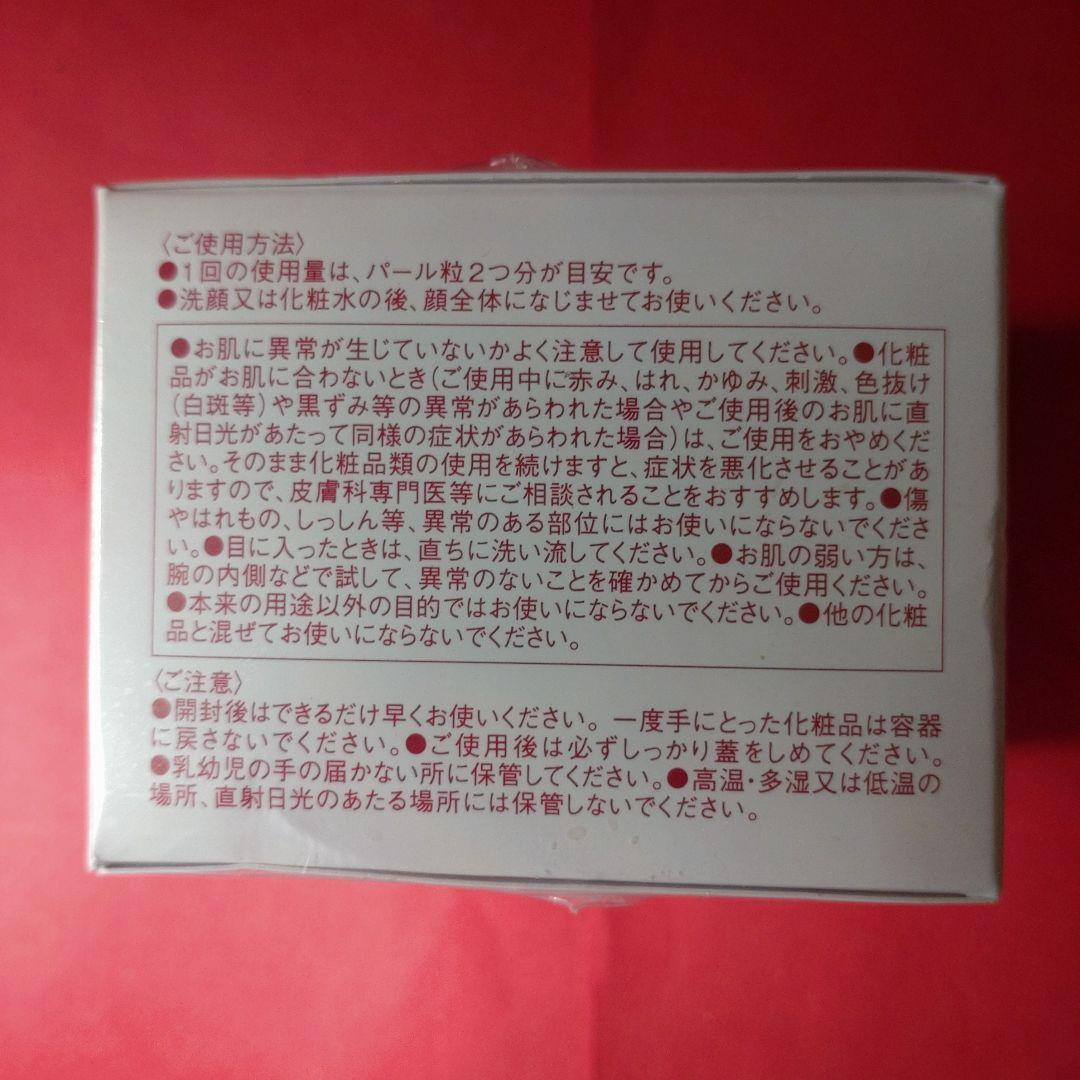 〈ご使用方法〉
●1回の使用量は、パール粒2つ分が目安です。
●洗顔又は化粧水の後、顔全体になじませてお使いください。
●お肌に異常が生じていないかよく注意して使用してください。●化粧
品がお肌に合わないとき(ご使用中に赤み、はれ、かゆみ、刺激、色抜け
(白斑等)や黒ずみ等の異常があらわれた場合やご使用後のお肌に直
射日光があたって同様の症状があらわれた場合)は、ご使用をおやめくだ
さい。そのまま化粧品類の使用を続けますと、症状を悪化させることがあ
りますので、皮膚科専門医等にご相談されることをおすすめします。●傷
やはれもの、しっしん等、異常のある部位にはお使いにならないでくださ
い。●目に入ったときは、直ちに洗い流してください。●お肌の弱い方は、
腕の内側などで試して、異常のないことを確かめてからご使用ください。
●本来の用途以外の目的ではお使いにならないでください。●他の化粧
品と混ぜてお使いにならないでください。
〈ご注意〉
●開封後はできるだけ早くお使いください。一度手にとった化粧品は容器
に戻さないでください。●ご使用後は必ずしっかり蓋をしめてください。
●乳幼児の手の届かない所に保管してください。●高温・多湿又は低温の
場所、直射日光のあたる場所には保管しないでください。